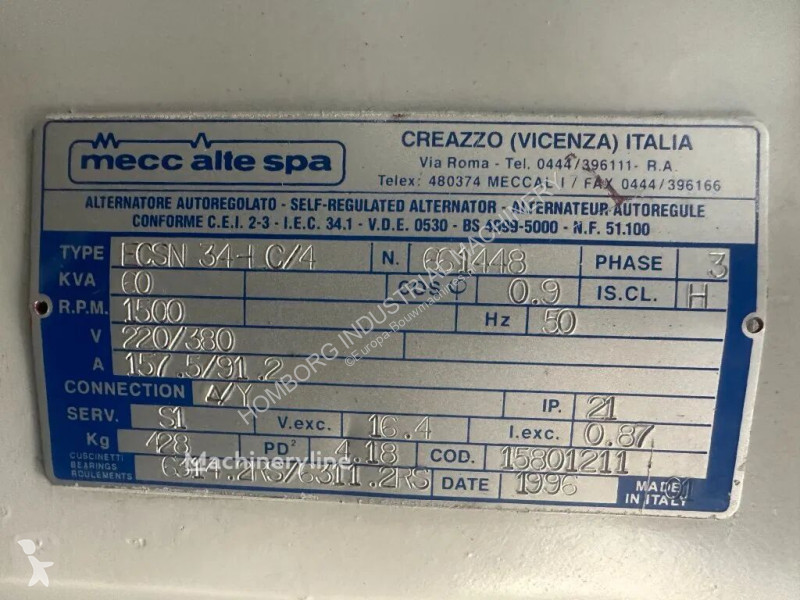 mecc alte spa
CREAZZO (VICENZA) ITALIA
Via Roma - Tel. 0444/396111 - R.A.
Telex: 480374 MECCAL I / FAX 0444/396166
ALTERNATORE AUTOREGOLATO - SELF-REGULATED ALTERNATOR - ALTERNATEUR AUTOREGULE
CONFORME C.E.I. 2-3 - I.E.C. 34.1 - V.D.E. 0530 - BS 4999-5000 - N.F. 51.100
TYPE ECSN 34-LC/4 N. 661448 PHASE 3
KVA 60 COS φ 0.9 IS.CL. H
R.P.M. 1500 Hz 50
V 220/380
A 157.5/91.2
CONNECTION Δ/Y IP. 21
SERV. S1 V.exc. 16.4 I.exc. 0.87
Kg 428 PD² 4.18 COD. 15801211
CUSCINETTI
BEARINGS
ROULEMENTS
6314.2RS/6311.2RS DATE 1996 MADE
IN ITALY
HOMBORG INDUSTRIAL MACHINERY
©Europa-Bouwmachines
Machineryline